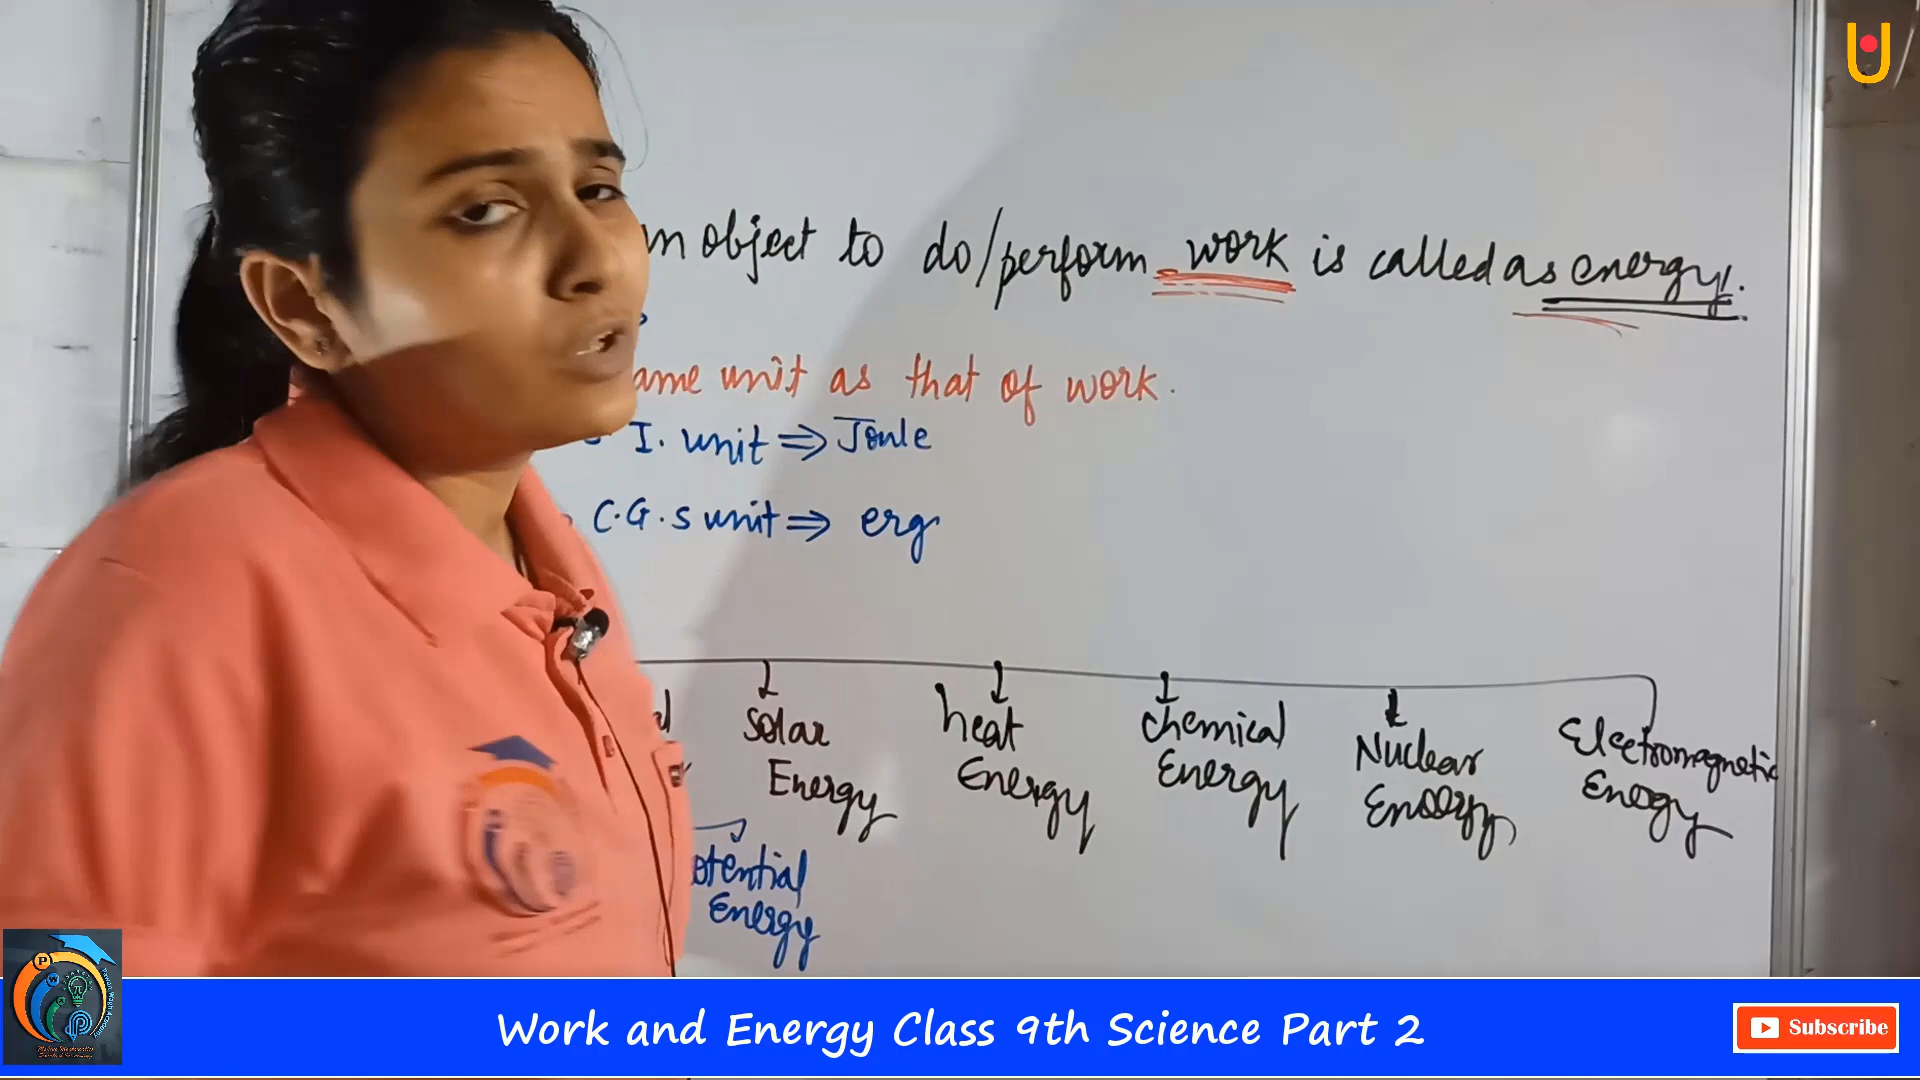 n object to do/perform work is called as energy.
ame unit as that of work.
I. unit ⇒ Joule
C.G.S unit ⇒ erg
Solar Energy
heat Energy
Chemical Energy
Nuclear Energy
Electromagnetic Energy
otential
Energy
Work and Energy Class 9th Science Part 2
Subscribe